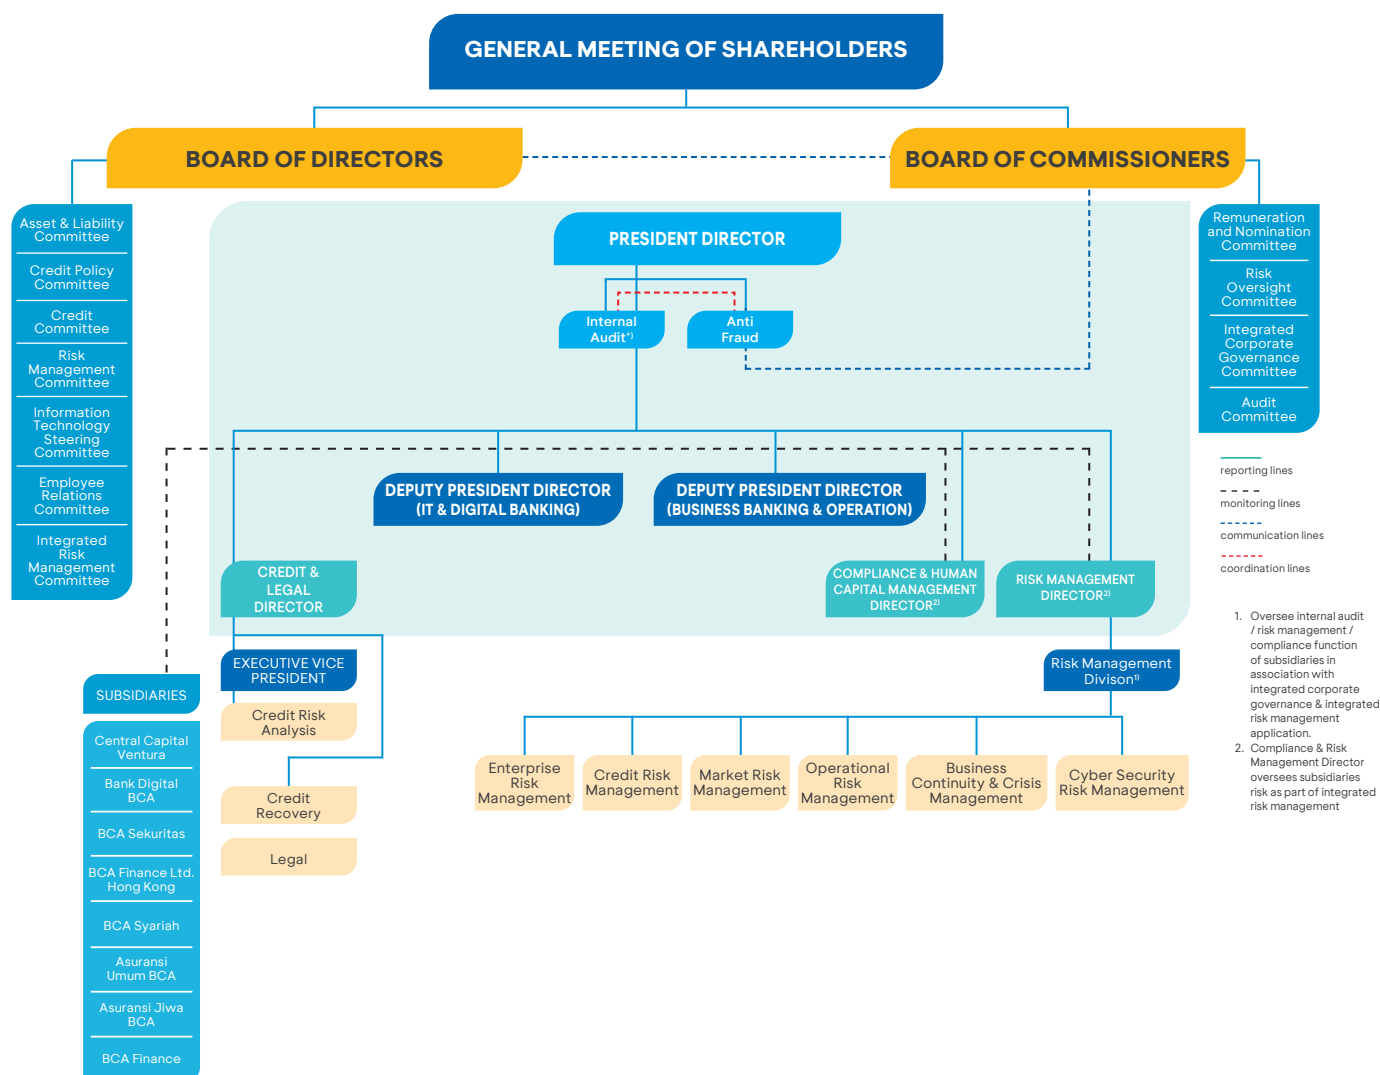 GENERAL MEETING OF SHAREHOLDERS
BOARD OF DIRECTORS
BOARD OF COMMISSIONERS
Asset & Liability
Committee
Credit Policy
Committee
Credit
Committee
Risk
Management
Committee
Information
Technology
Steering
Committee
Employee
Relations
Committee
Integrated
Risk
Management
Committee
PRESIDENT DIRECTOR
Internal
Audit*)
Anti
Fraud
Remuneration
and Nomination
Committee
Risk
Oversight
Committee
Integrated
Corporate
Governance
Committee
Audit
Committee
DEPUTY PRESIDENT DIRECTOR
(IT & DIGITAL BANKING)
DEPUTY PRESIDENT DIRECTOR
(BUSINESS BANKING & OPERATION)
CREDIT &
LEGAL
DIRECTOR
COMPLIANCE & HUMAN
CAPITAL MANAGEMENT
DIRECTOR2)
RISK MANAGEMENT
DIRECTOR2)
reporting lines
monitoring lines
communication lines
coordination lines
EXECUTIVE VICE
PRESIDENT
Credit Risk
Analysis
Credit
Recovery
Legal
Risk Management
Divison1)
Enterprise
Risk
Management
Credit Risk
Management
Market Risk
Management
Operational
Risk
Management
Business
Continuity & Crisis
Management
Cyber Security
Risk Management
1. Oversee internal audit
/ risk management /
compliance function
of subsidiaries in
association with
integrated corporate
governance & integrated
risk management
application.
2. Compliance & Risk
Management Director
oversees subsidiaries
risk as part of integrated
risk management
SUBSIDIARIES
Central Capital
Ventura
Bank Digital
BCA
BCA Sekuritas
BCA Finance Ltd.
Hong Kong
BCA Syariah
Asuransi
Umum BCA
Asuransi Jiwa
BCA
BCA Finance